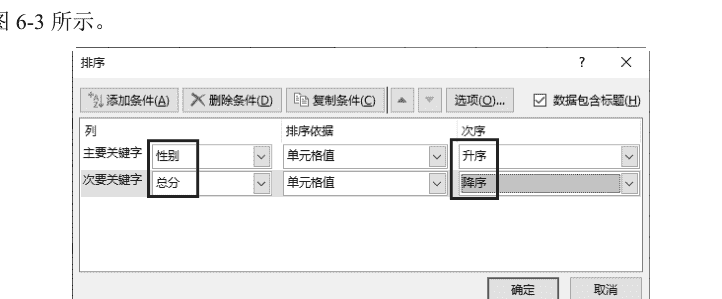 图 6-3 所示。
排序 ? ×
添加条件(A) 删除条件(D) 复制条件(C) 选项(O)... 数据包含标题(H)
列 排序依据 次序
主要关键字 性别 单元格值 升序
次要关键字 总分 单元格值 降序
确定 取消